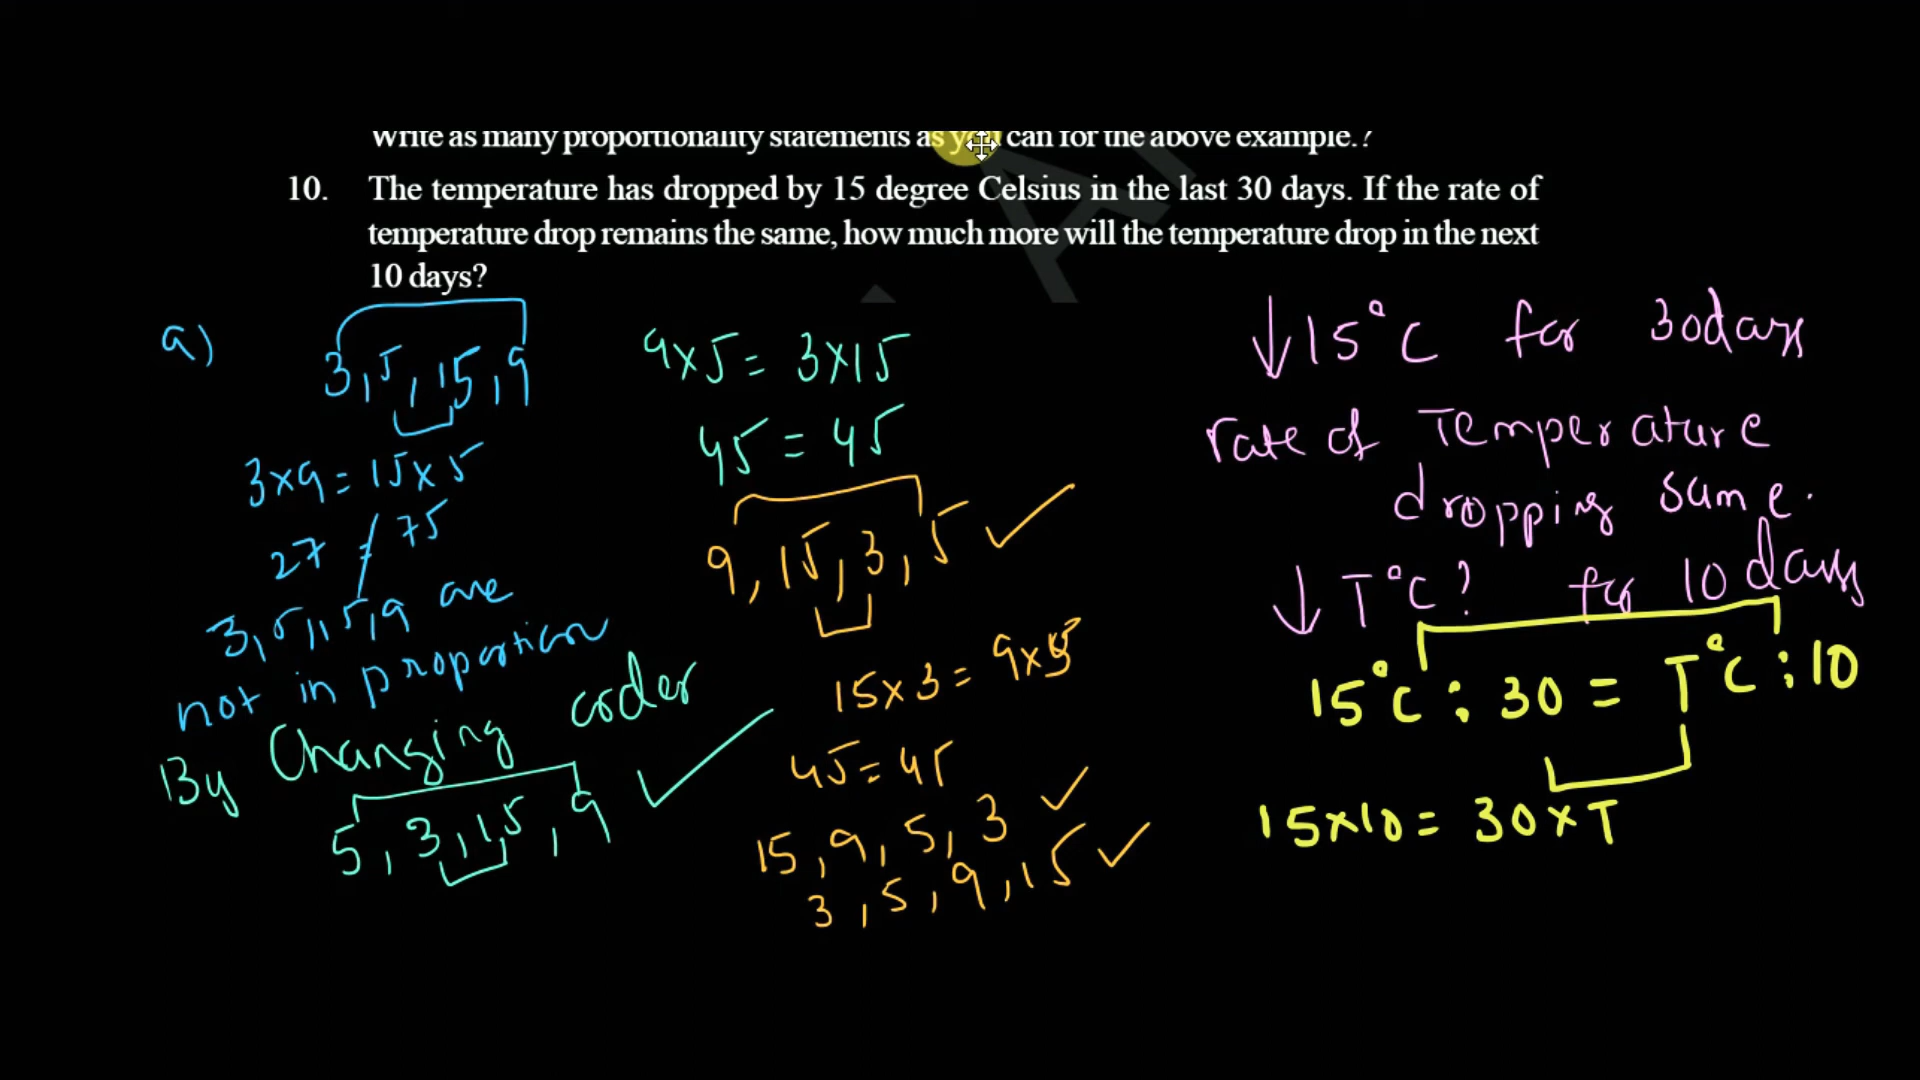 Write as many proportionality statements as you can for the above example.?
10. The temperature has dropped by 15 degree Celsius in the last 30 days. If the rate of
temperature drop remains the same, how much more will the temperature drop in the next
10 days?
a)
3, 5, 15, 9
3×9 = 15×5
27 ≠ 75
3, 5, 15, 9 are
not in proportion
By Changing order
5, 3, 15, 9 ✓
9×5 = 3×15
45 = 45
9, 15, 3, 5 ✓
15×3 = 9×5
45 = 45
15, 9, 5, 3 ✓
3, 5, 9, 15 ✓
↓ 15°C for 30days
rate of Temperature
dropping same.
↓ T°C? for 10 days
15°C : 30 = T°C : 10
15×10 = 30×T